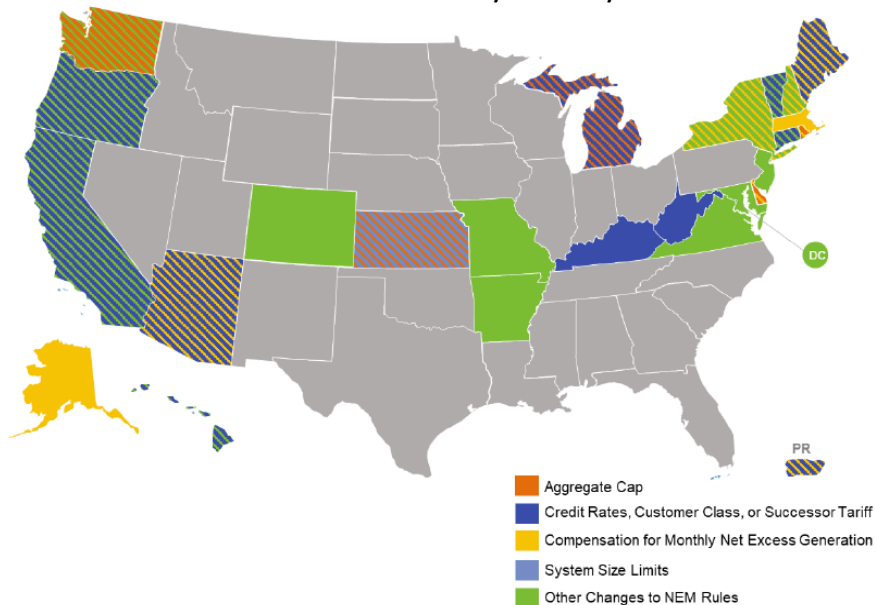 DC
PR
Aggregate Cap
Credit Rates, Customer Class, or Successor Tariff
Compensation for Monthly Net Excess Generation
System Size Limits
Other Changes to NEM Rules